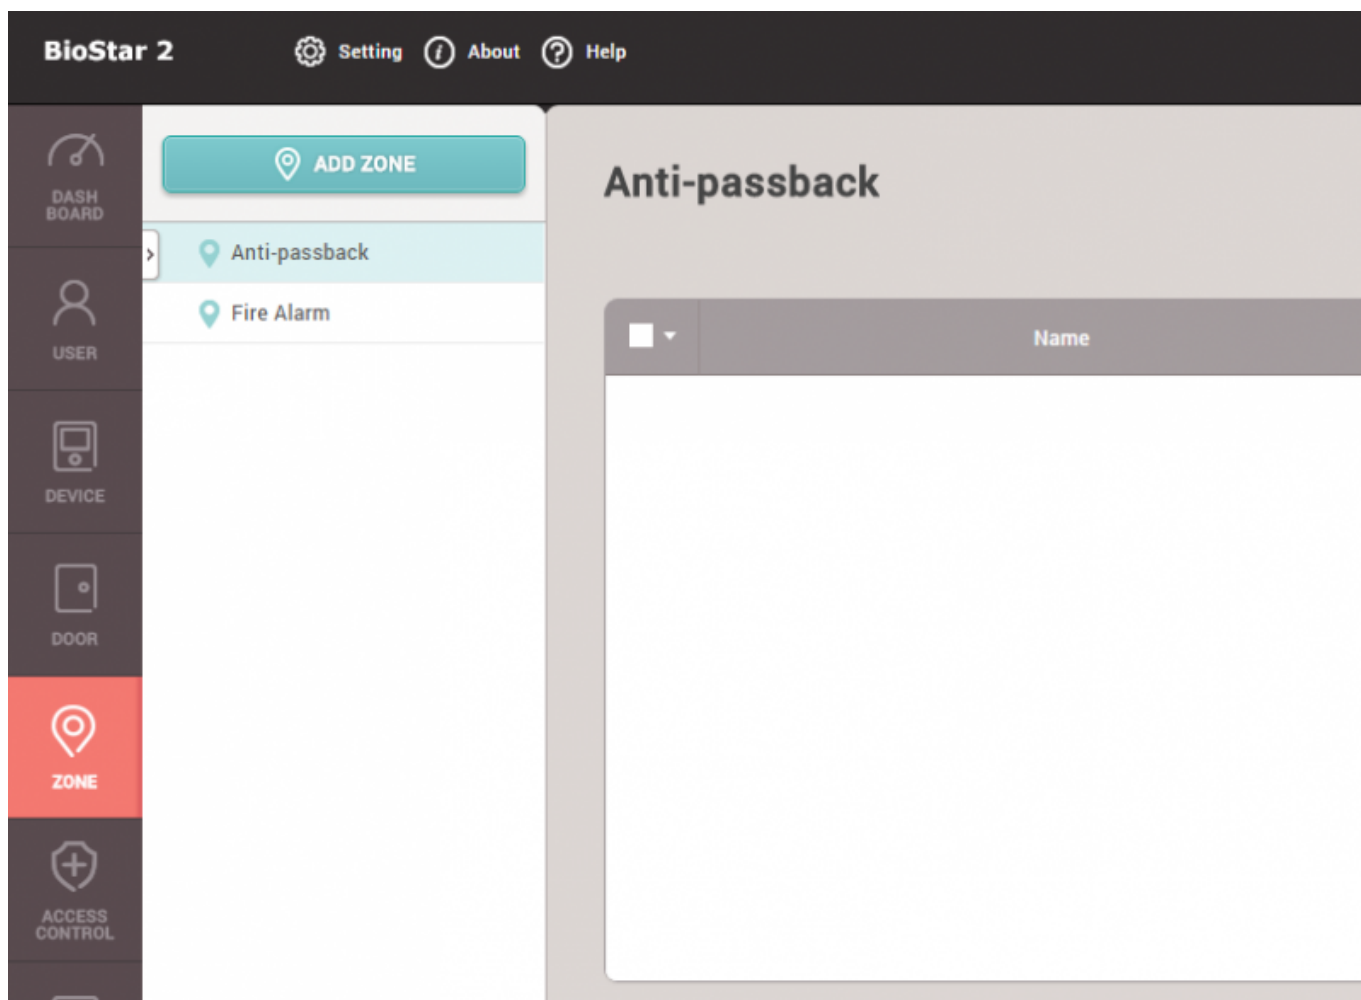 BioStar 2
Setting
About
Help
DASH
BOARD
USER
DEVICE
DOOR
ZONE
ACCESS
CONTROL
ADD ZONE
Anti-passback
Fire Alarm
Anti-passback
Name